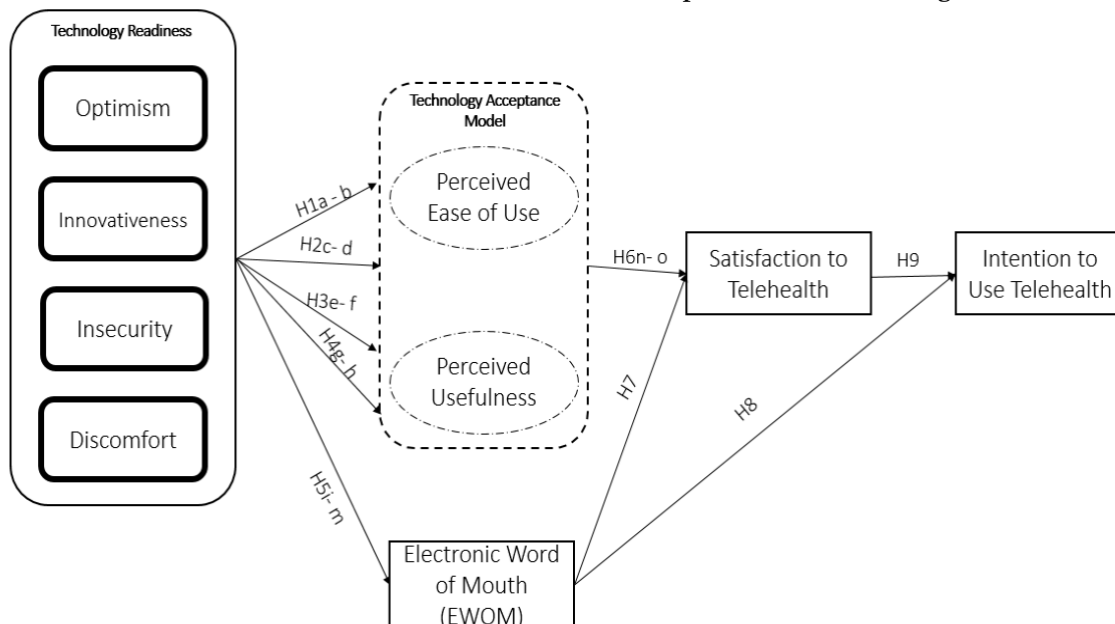 Technology Readiness
Optimism
Innovativeness
Insecurity
Discomfort
Technology Acceptance
Model
Perceived
Ease of Use
Perceived
Usefulness
H1a - b
H2c- d
H3e- f
H4g- h
H5i- m
H6n- o
H7
H8
H9
Satisfaction to
Telehealth
Intention to
Use Telehealth
Electronic Word
of Mouth
(EWOM)